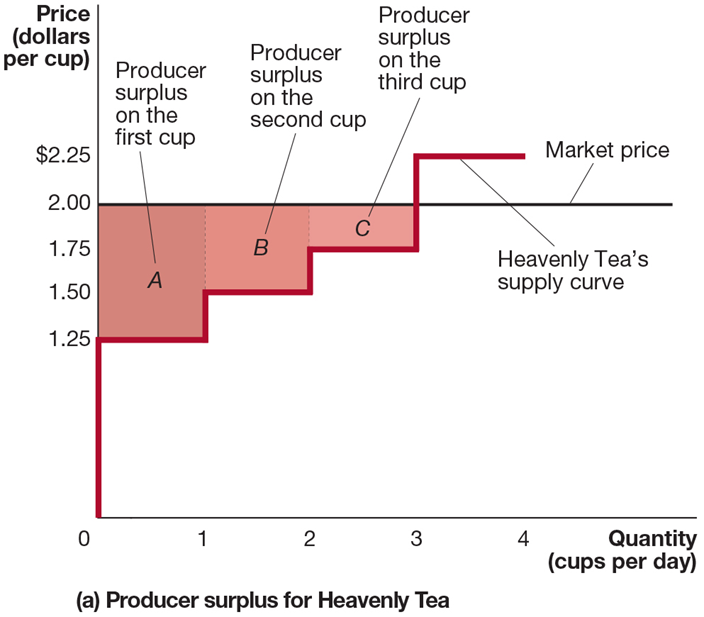 Price
(dollars
per cup)
Producer
surplus
on the
first cup
Producer
surplus
on the
second cup
Producer
surplus
on the
third cup
$2.25
2.00
1.75
1.50
1.25
Market price
A
B
C
Heavenly Tea's
supply curve
0
1
2
3
4
Quantity
(cups per day)
(a) Producer surplus for Heavenly Tea